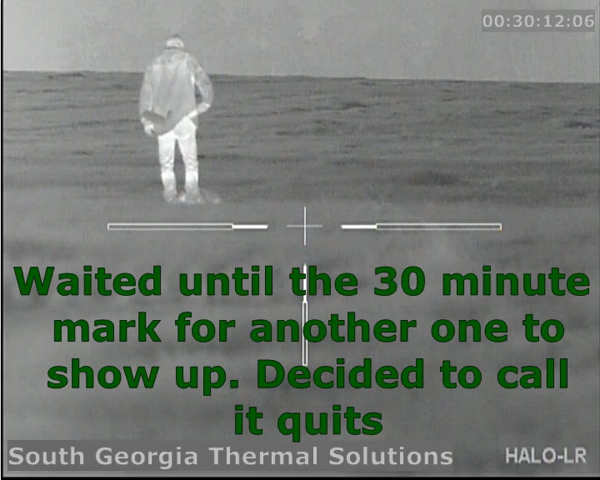 00:30:12:06
Waited until the 30 minute
mark for another one to
show up. Decided to call
it quits
South Georgia Thermal Solutions
HALO-LR